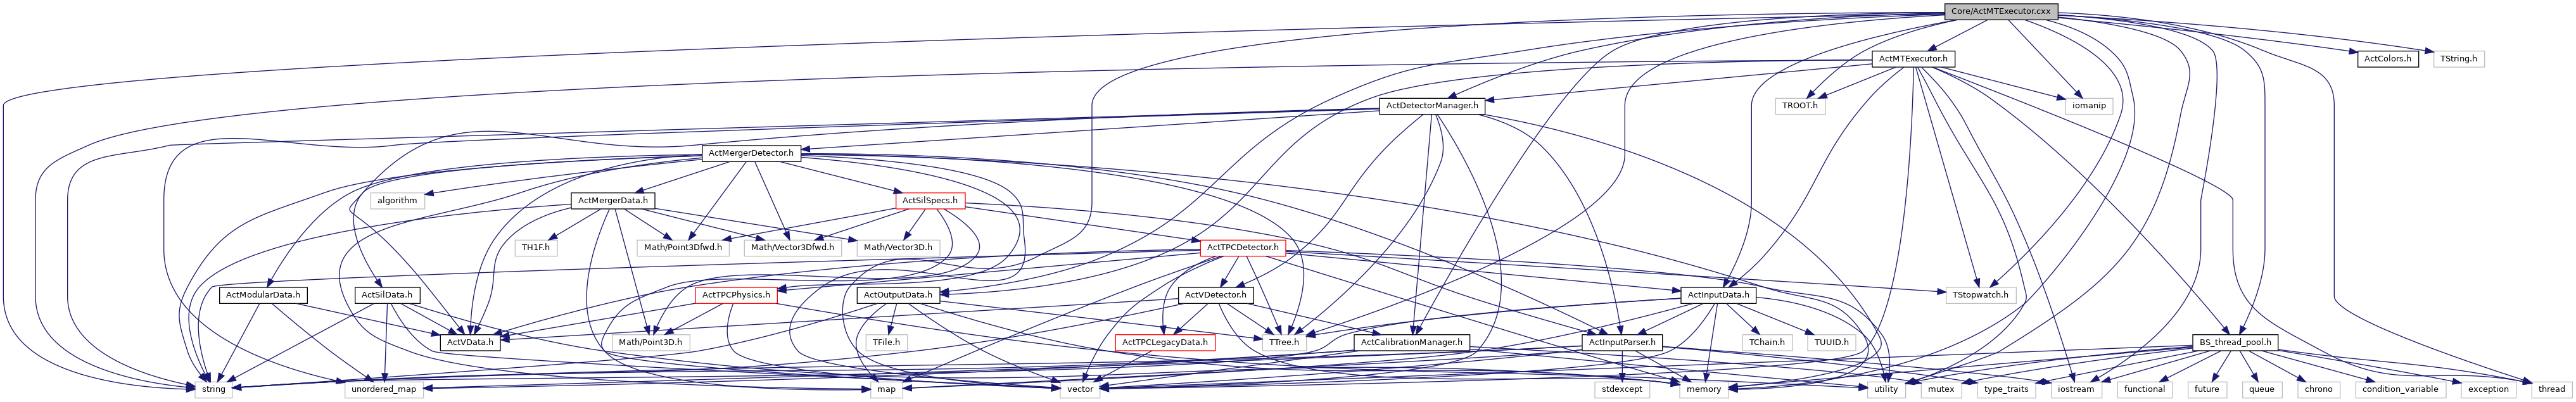 Core/ActMTExecutor.cxx
ActMTExecutor.h
ActColors.h
TString.h
ActDetectorManager.h
TROOT.h
iomanip
ActMergerDetector.h
algorithm
ActMergerData.h
ActSilSpecs.h
TH1F.h
Math/Point3Dfwd.h
Math/Vector3Dfwd.h
Math/Vector3D.h
ActTPCDetector.h
ActModularData.h
ActSilData.h
ActTPCPhysics.h
ActOutputData.h
ActVDetector.h
ActInputData.h
TStopwatch.h
ActVData.h
Math/Point3D.h
TFile.h
ActTPCLegacyData.h
TTree.h
ActCalibrationManager.h
ActInputParser.h
TChain.h
TUUID.h
BS_thread_pool.h
string
unordered_map
map
vector
stdexcept
memory
utility
mutex
type_traits
iostream
functional
future
queue
chrono
condition_variable
exception
thread